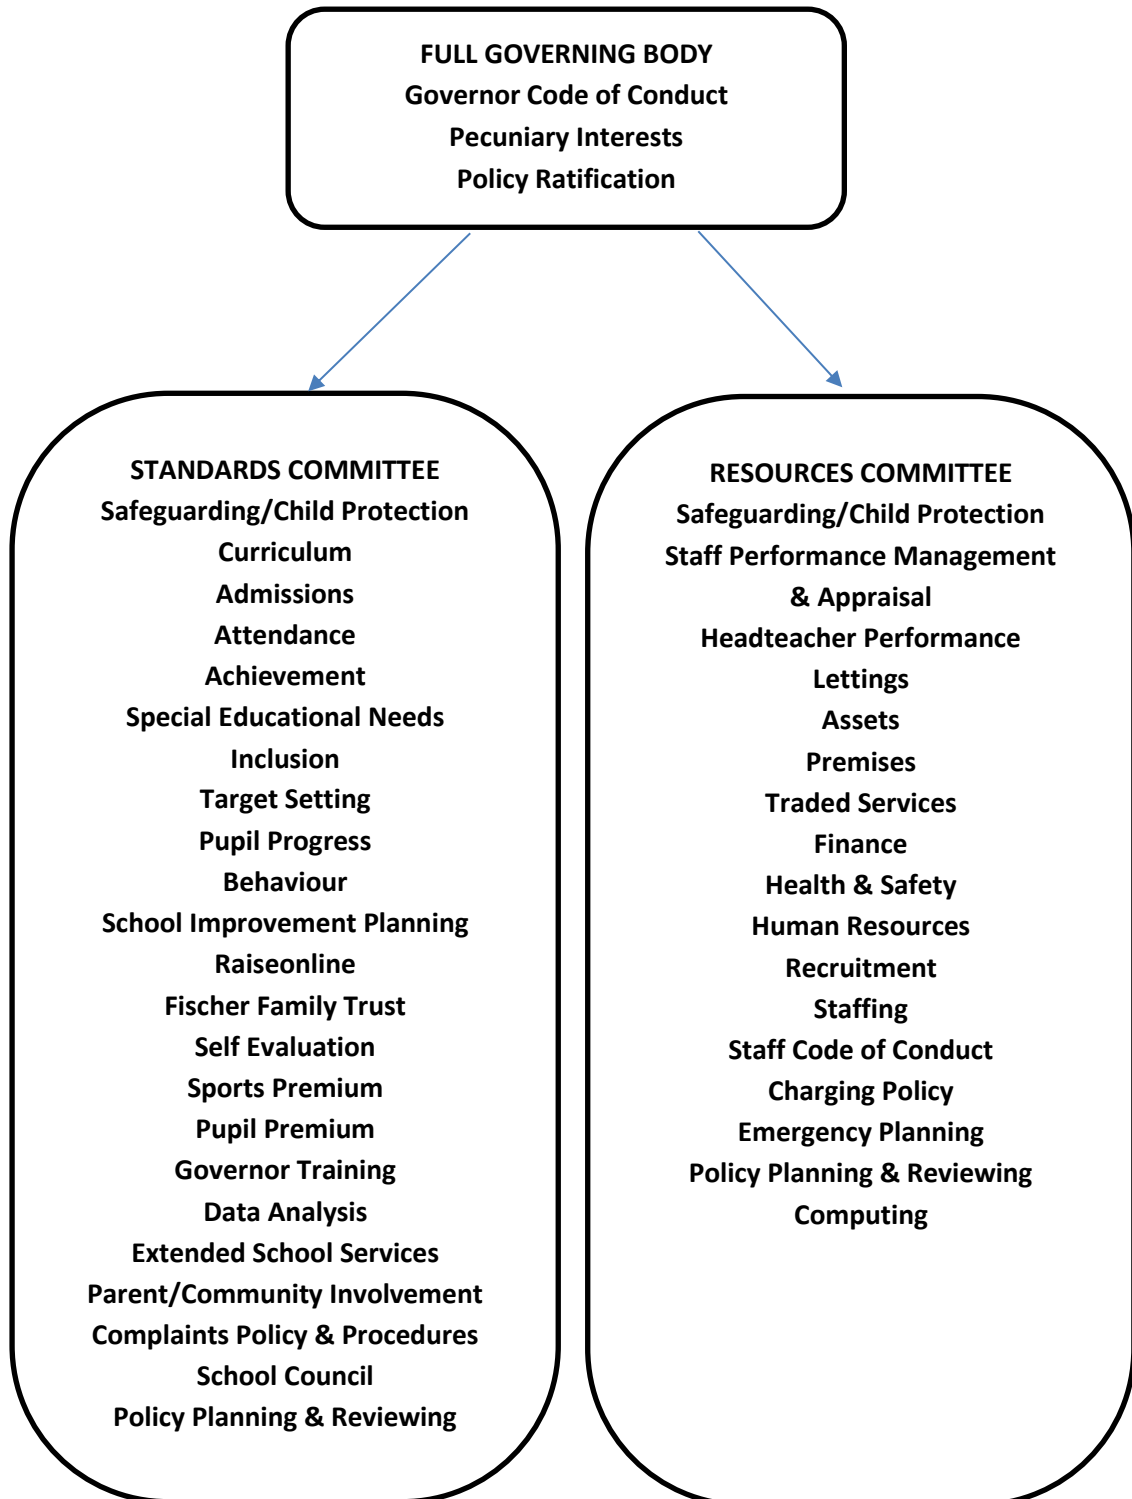 FULL GOVERNING BODY
Governor Code of Conduct
Pecuniary Interests
Policy Ratification
STANDARDS COMMITTEE
Safeguarding/Child Protection
Curriculum
Admissions
Attendance
Achievement
Special Educational Needs
Inclusion
Target Setting
Pupil Progress
Behaviour
School Improvement Planning
Raiseonline
Fischer Family Trust
Self Evaluation
Sports Premium
Pupil Premium
Governor Training
Data Analysis
Extended School Services
Parent/Community Involvement
Complaints Policy & Procedures
School Council
Policy Planning & Reviewing
RESOURCES COMMITTEE
Safeguarding/Child Protection
Staff Performance Management
& Appraisal
Headteacher Performance
Lettings
Assets
Premises
Traded Services
Finance
Health & Safety
Human Resources
Recruitment
Staffing
Staff Code of Conduct
Charging Policy
Emergency Planning
Policy Planning & Reviewing
Computing